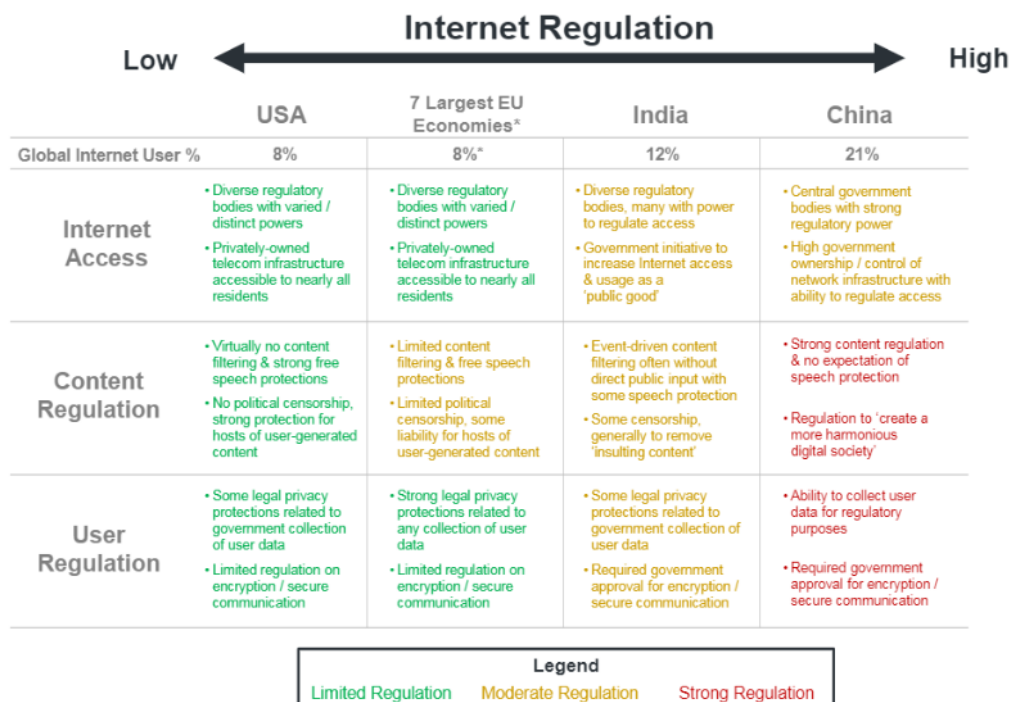 Internet Regulation
Low
High
USA
7 Largest EU
Economies*
India
China
Global Internet User %
8%
8%*
12%
21%
Internet
Access
• Diverse regulatory
bodies with varied /
distinct powers
• Privately-owned
telecom infrastructure
accessible to nearly all
residents
• Diverse regulatory
bodies with varied /
distinct powers
• Privately-owned
telecom infrastructure
accessible to nearly all
residents
• Diverse regulatory
bodies, many with power
to regulate access
• Government initiative to
increase Internet access
& usage as a
'public good'
• Central government
bodies with strong
regulatory power
• High government
ownership / control of
network infrastructure with
ability to regulate access
Content
Regulation
• Virtually no content
filtering & strong free
speech protections
• No political censorship,
strong protection for
hosts of user-generated
content
• Limited content
filtering & free speech
protections
• Limited political
censorship, some
liability for hosts of
user-generated content
• Event-driven content
filtering often without
direct public input with
some speech protection
• Some censorship,
generally to remove
'insulting content'
• Strong content regulation
& no expectation of
speech protection
• Regulation to 'create a
more harmonious
digital society'
User
Regulation
• Some legal privacy
protections related to
government collection
of user data
• Limited regulation on
encryption / secure
communication
• Strong legal privacy
protections related to
any collection of user
data
• Limited regulation on
encryption / secure
communication
• Some legal privacy
protections related to
government collection of
user data
• Required government
approval for encryption /
secure communication
• Ability to collect user
data for regulatory
purposes
• Required government
approval for encryption /
secure communication
Legend
Limited Regulation
Moderate Regulation
Strong Regulation